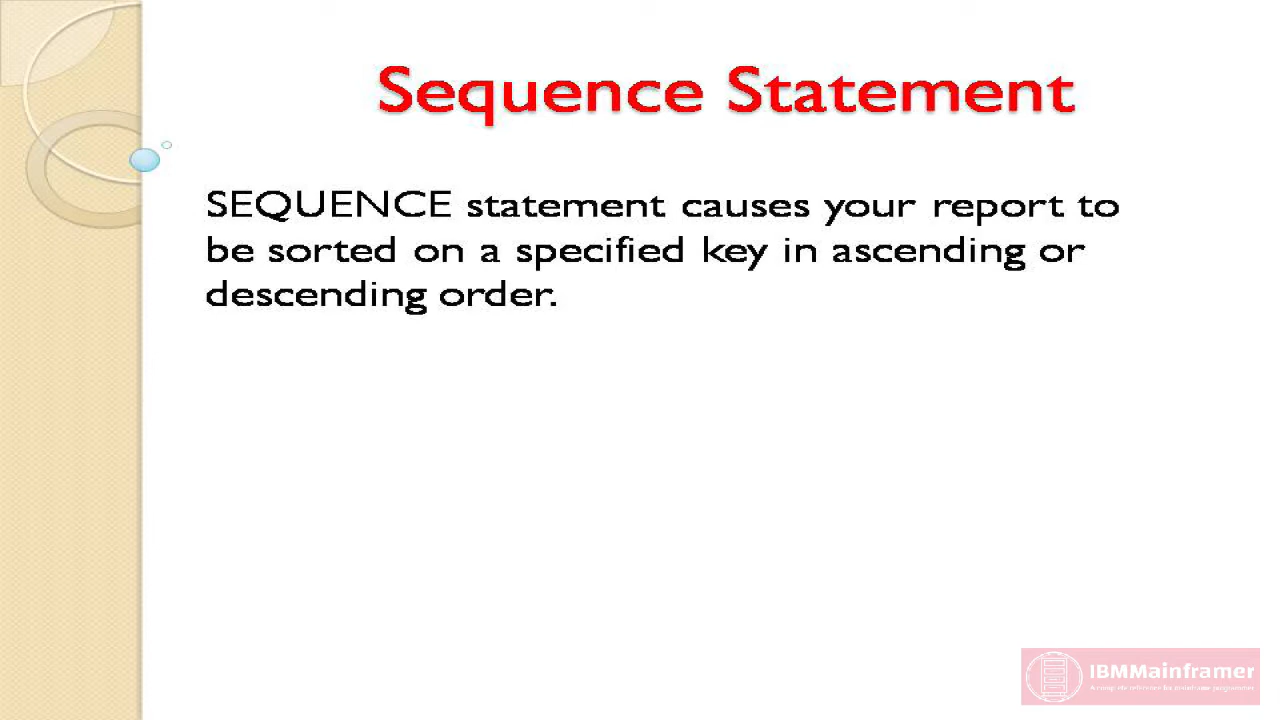 Sequence Statement
SEQUENCE statement causes your report to
be sorted on a specified key in ascending or
descending order.
IBMMainframer